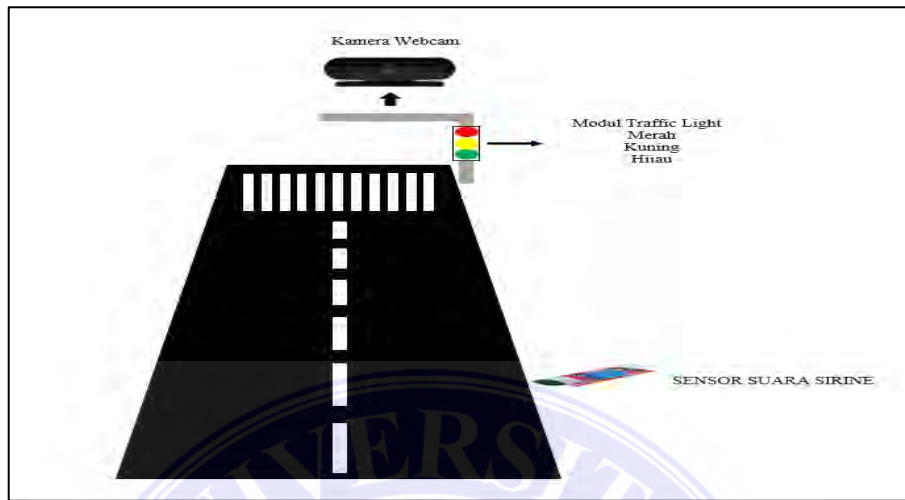 Kamera Webcam
Modul Traffic Light
Merah
Kuning
Hijau
SENSOR SUARA SIRINE